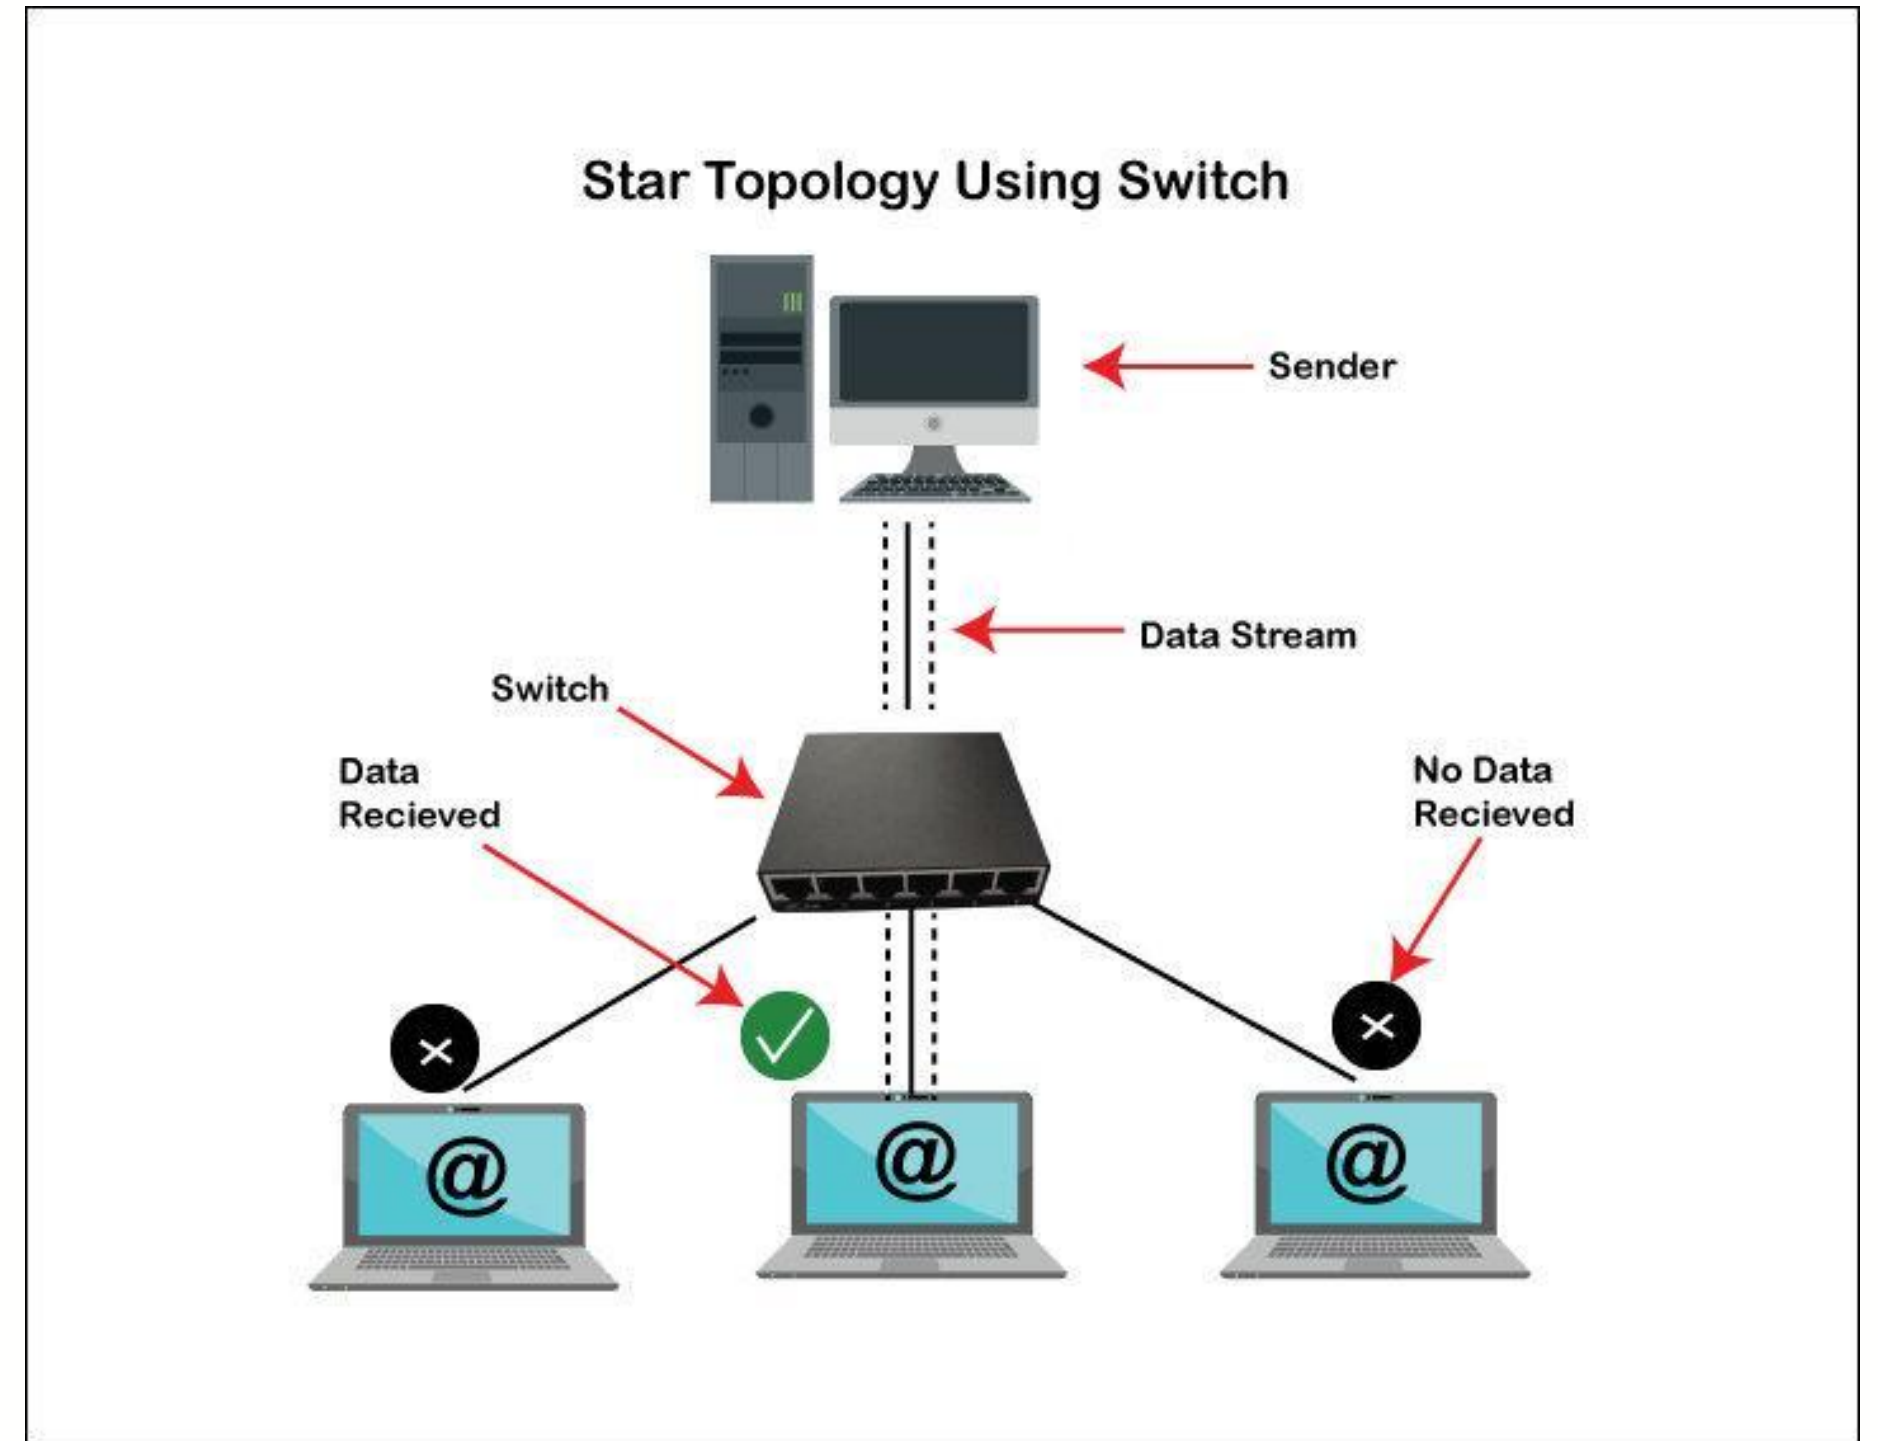 Star Topology Using Switch
Sender
Data Stream
Switch
Data
Recieved
No Data
Recieved
@
@
@